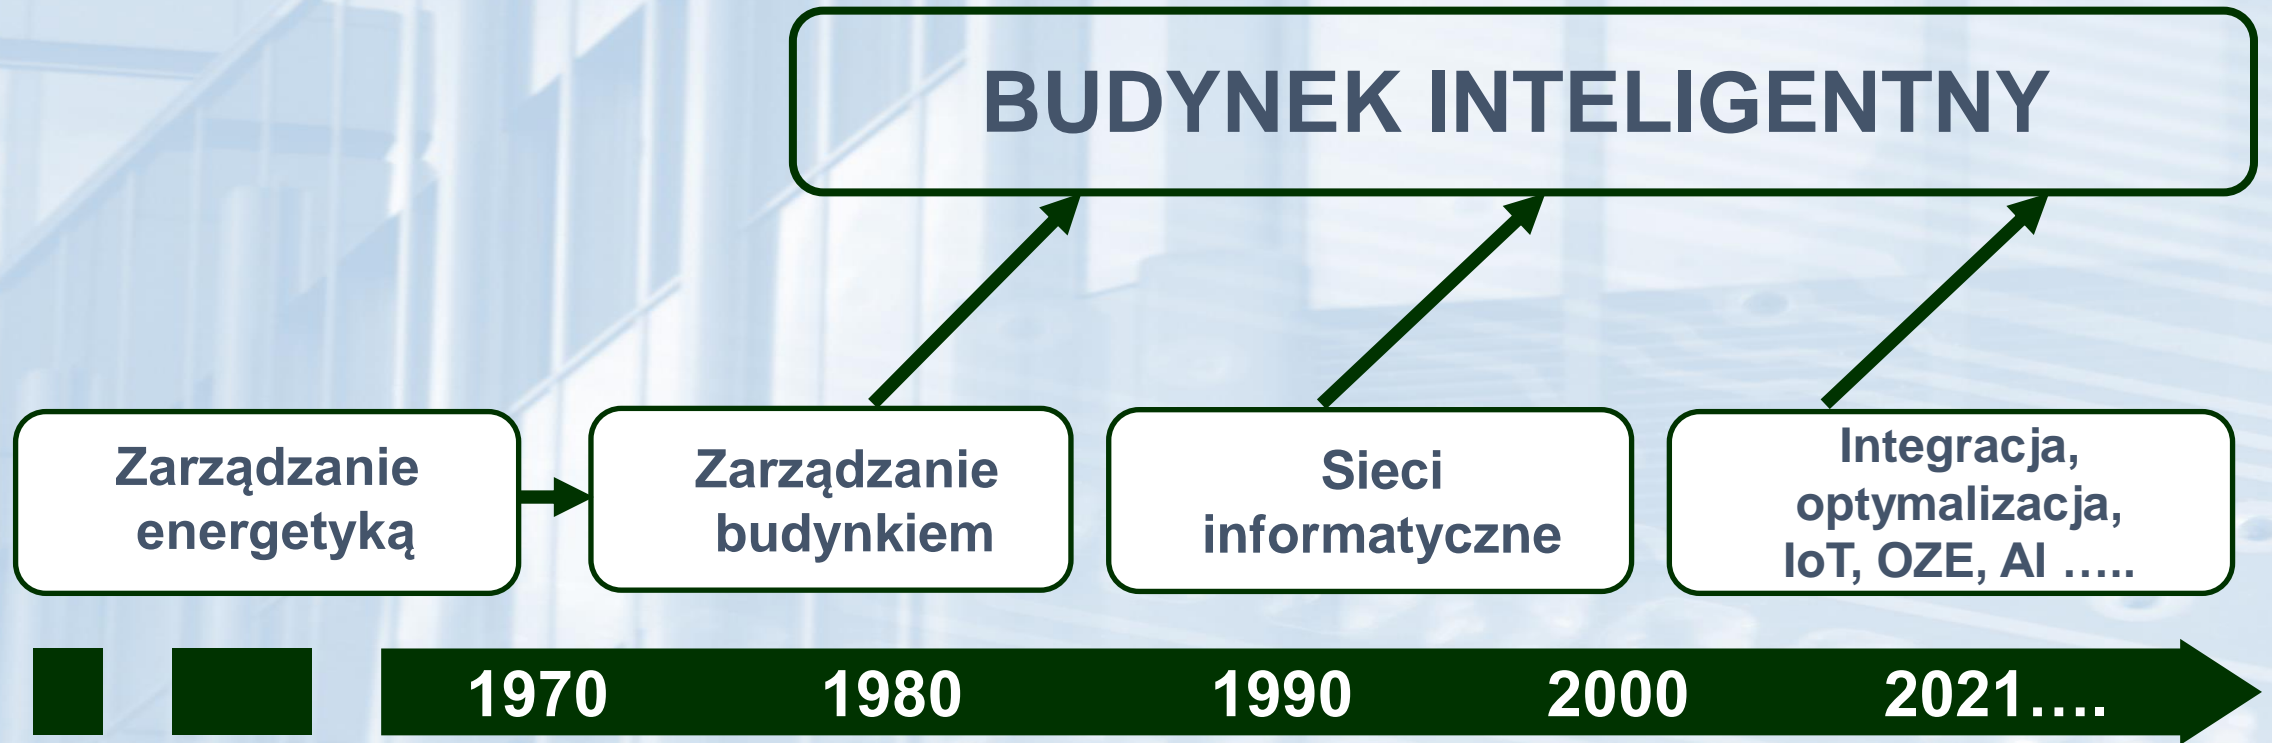 BUDYNEK INTELIGENTNY
Zarządzanie
energetyką
Zarządzanie
budynkiem
Sieci
informatyczne
Integracja,
optymalizacja,
IoT, OZE, AI …..
1970 1980 1990 2000 2021….